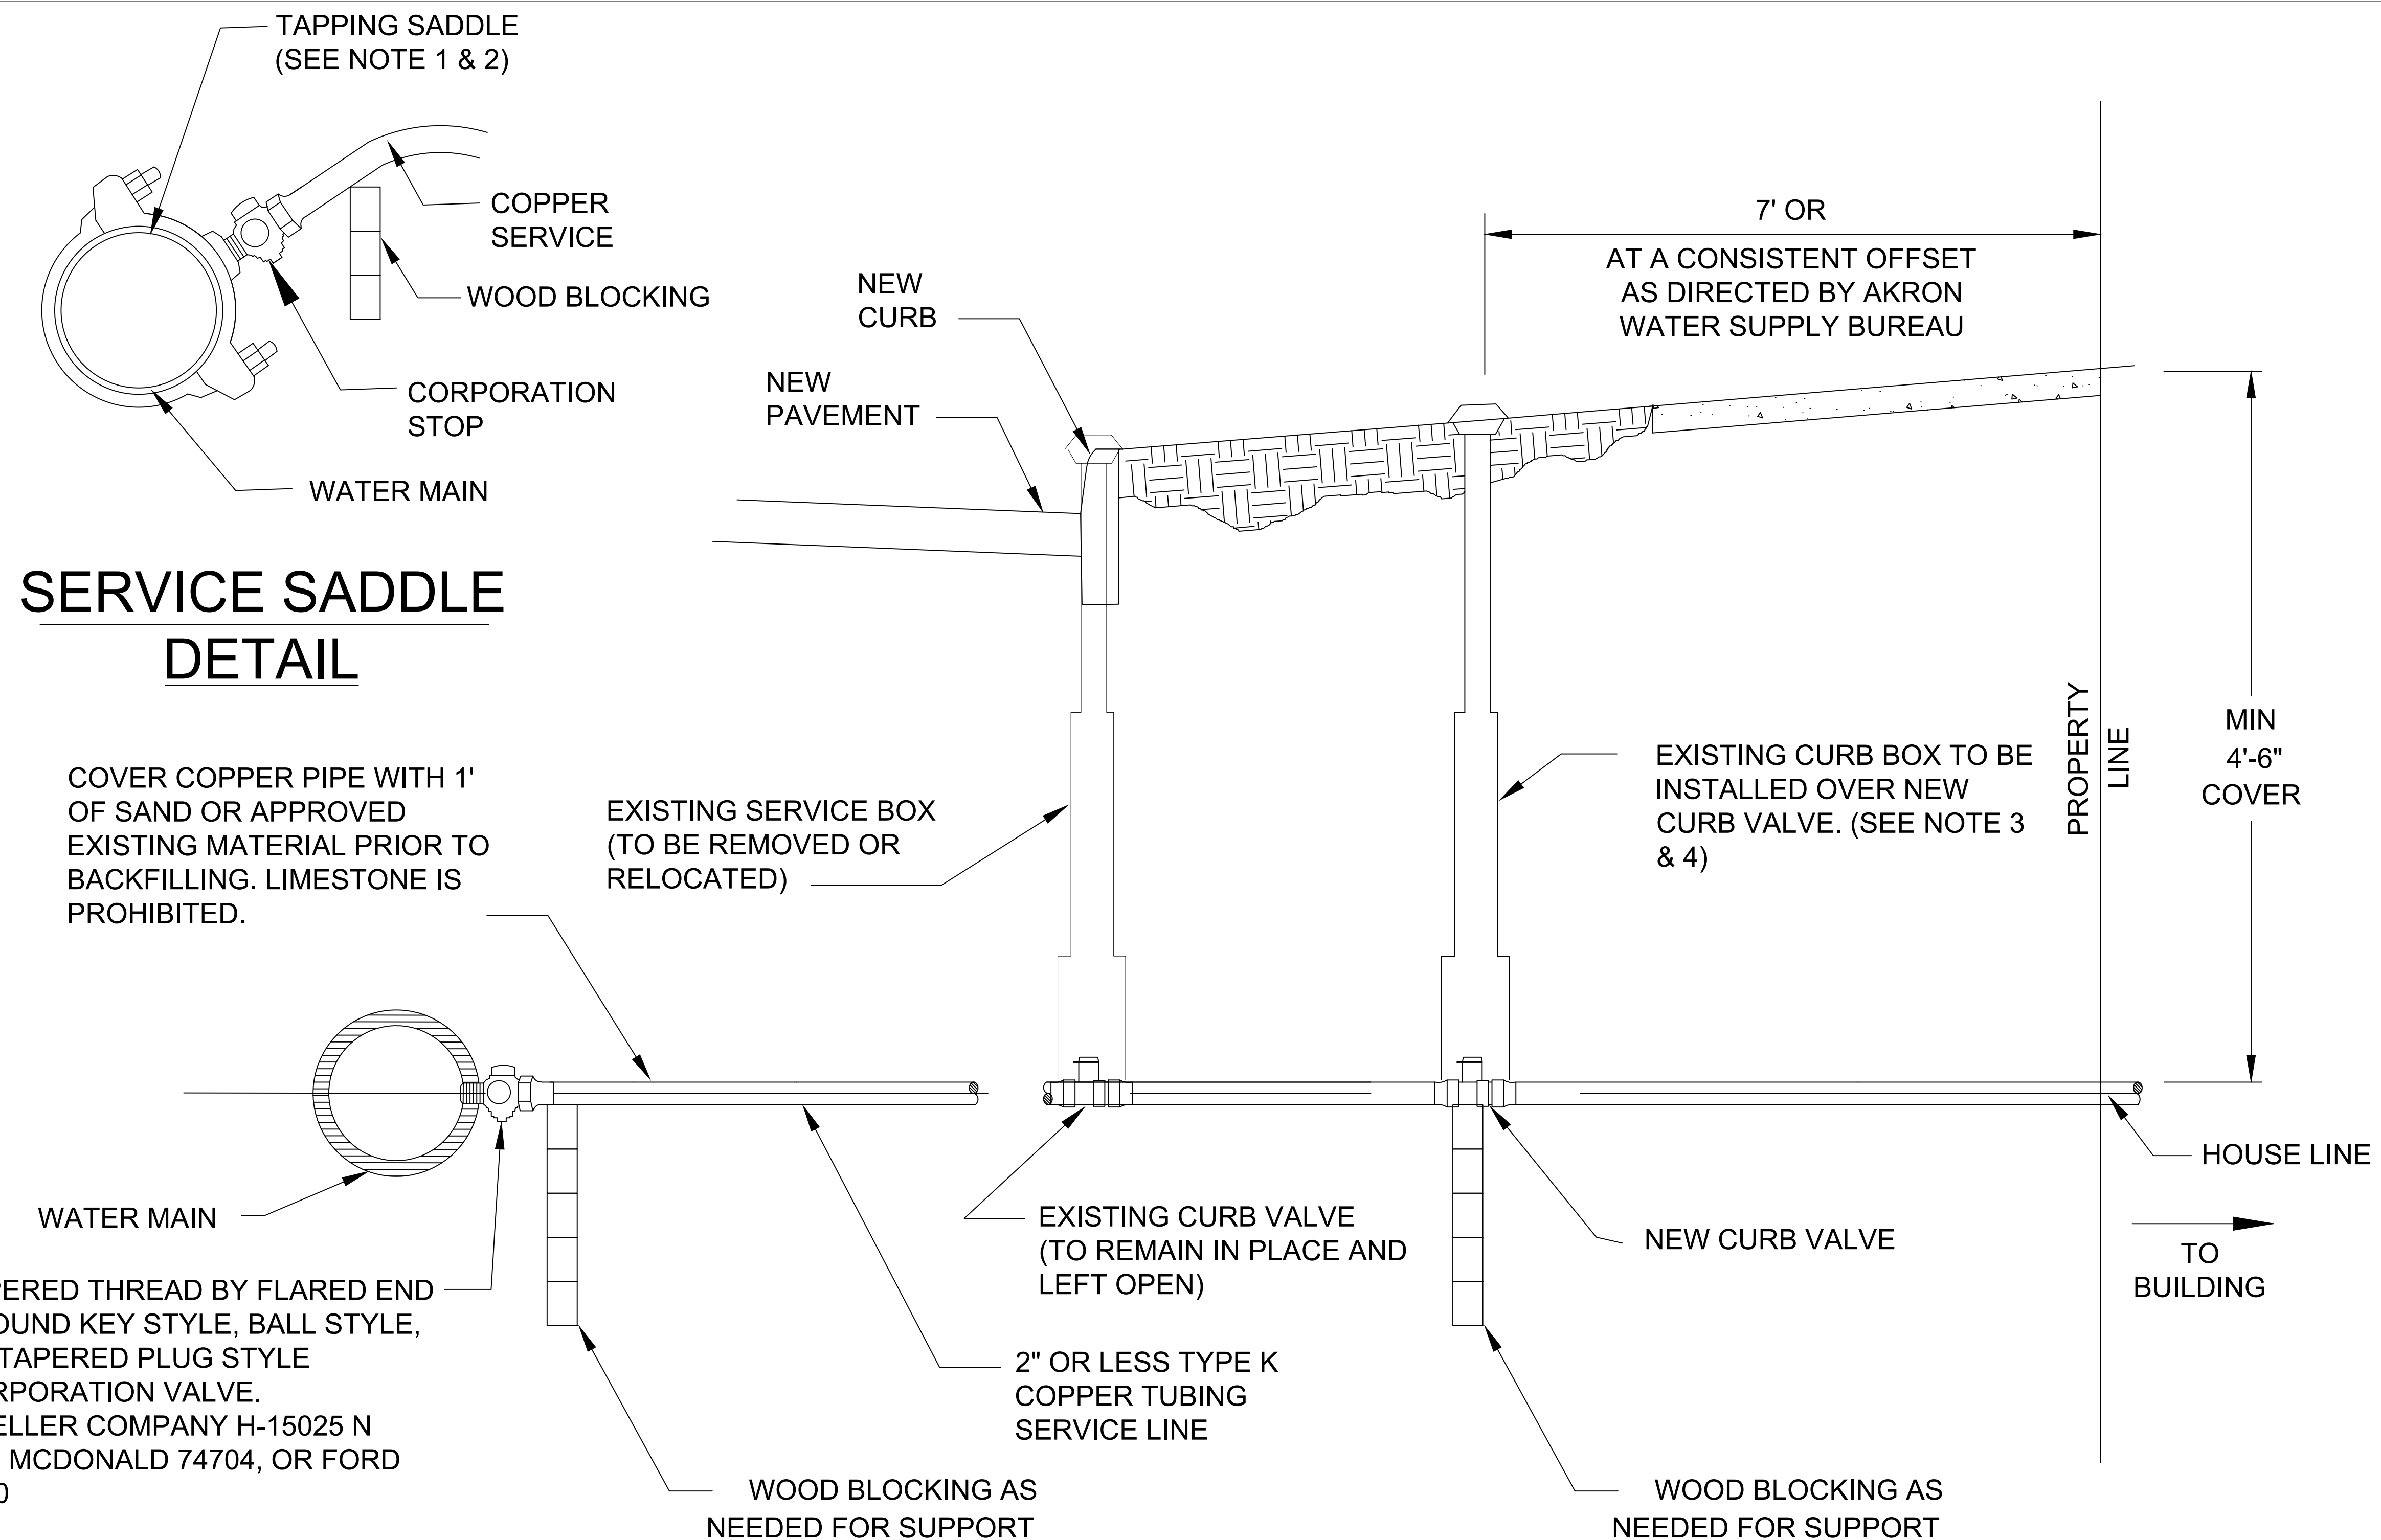 TAPPING SADDLE
(SEE NOTE 1 & 2)
COPPER
SERVICE
WOOD BLOCKING
CORPORATION
STOP
WATER MAIN
SERVICE SADDLE
DETAIL
7' OR
AT A CONSISTENT OFFSET
AS DIRECTED BY AKRON
WATER SUPPLY BUREAU
NEW
CURB
NEW
PAVEMENT
COVER COPPER PIPE WITH 1'
OF SAND OR APPROVED
EXISTING MATERIAL PRIOR TO
BACKFILLING. LIMESTONE IS
PROHIBITED.
EXISTING SERVICE BOX
(TO BE REMOVED OR
RELOCATED)
EXISTING CURB BOX TO BE
INSTALLED OVER NEW
CURB VALVE. (SEE NOTE 3
& 4)
PROPERTY
LINE
MIN
4'-6"
COVER
WATER MAIN
PERED THREAD BY FLARED END
OUND KEY STYLE, BALL STYLE,
TAPERED PLUG STYLE
RPORATION VALVE.
ELLER COMPANY H-15025 N
MCDONALD 74704, OR FORD
0
EXISTING CURB VALVE
(TO REMAIN IN PLACE AND
LEFT OPEN)
NEW CURB VALVE
HOUSE LINE
TO
BUILDING
2" OR LESS TYPE K
COPPER TUBING
SERVICE LINE
WOOD BLOCKING AS
NEEDED FOR SUPPORT
WOOD BLOCKING AS
NEEDED FOR SUPPORT